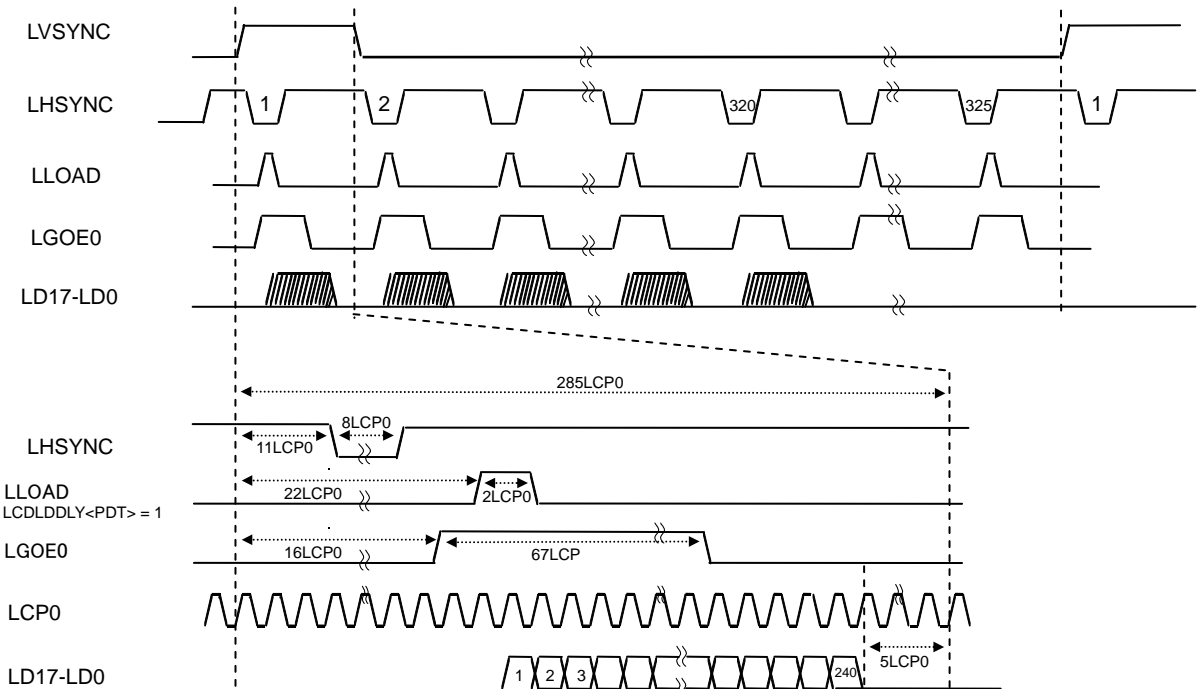 LVSYNC
LHSYNC
1 2 320 325 1
LLOAD
LGOE0
LD17-LD0
285LCP0
LHSYNC
11LCP0 8LCP0
LLOAD
LCDLDDLY<PDT> = 1
22LCP0 2LCP0
LGOE0
16LCP0 67LCP
LCP0
5LCP0
LD17-LD0
1 2 3 240